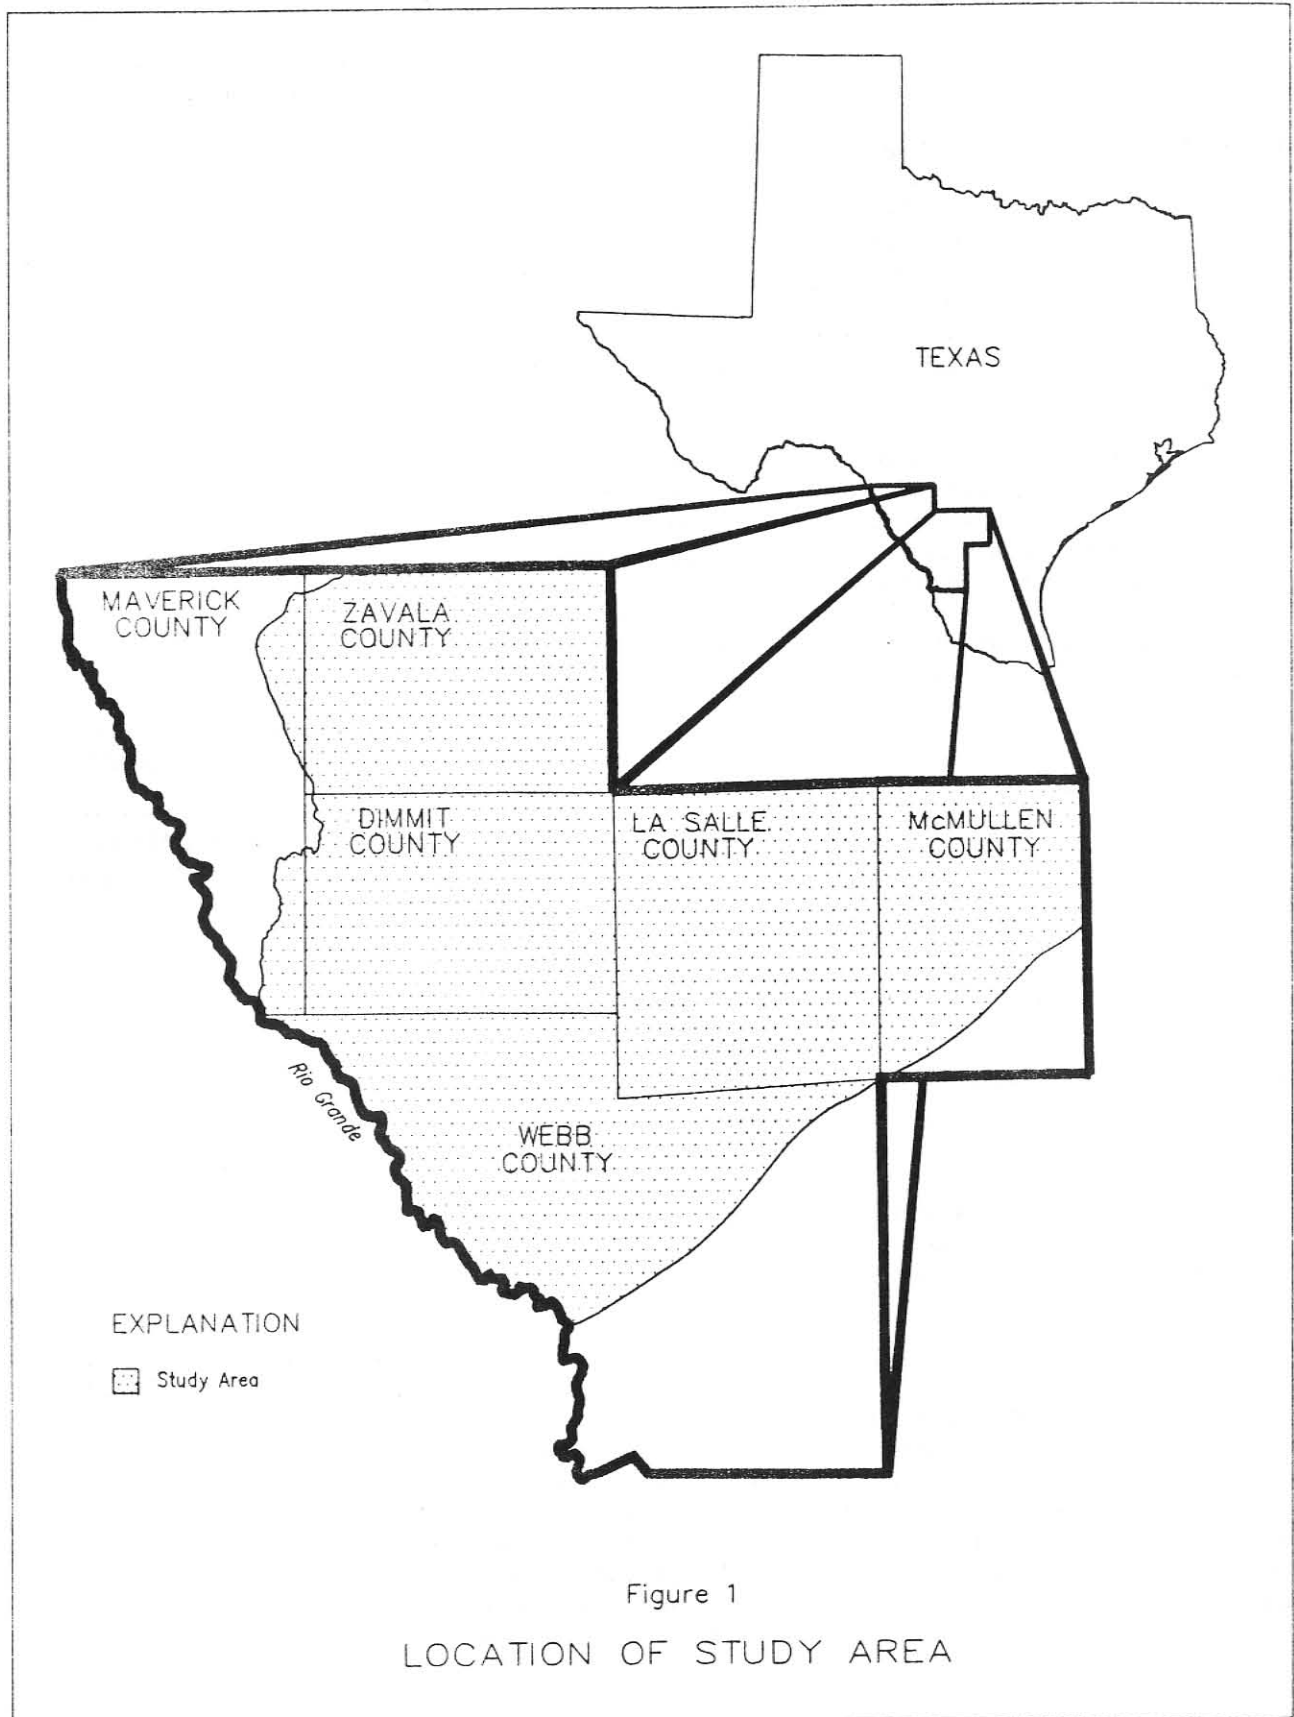 TEXAS
MAVERICK
COUNTY
ZAVALA
COUNTY
DIMMIT
COUNTY
LA SALLE
COUNTY
McMULLEN
COUNTY
Rio Grande
WEBB
COUNTY
EXPLANATION
Study Area
Figure 1
LOCATION OF STUDY AREA